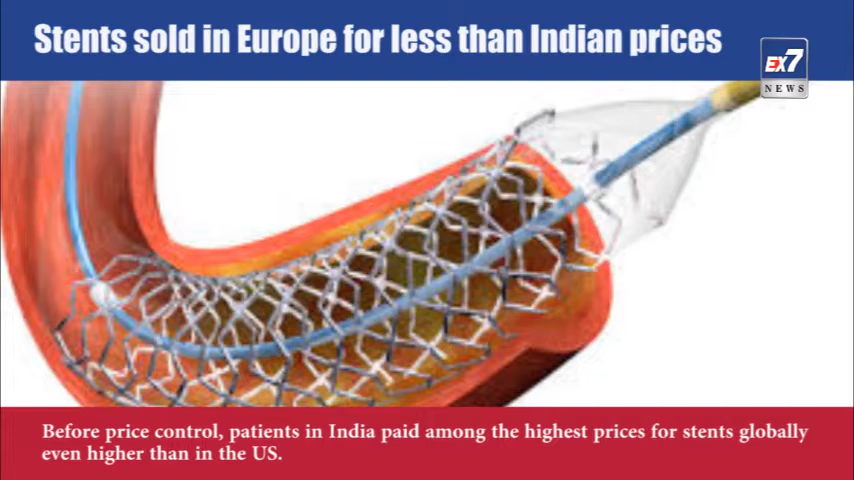 Stents sold in Europe for less than Indian prices
EX7
NEWS
Before price control, patients in India paid among the highest prices for stents globally
even higher than in the US.